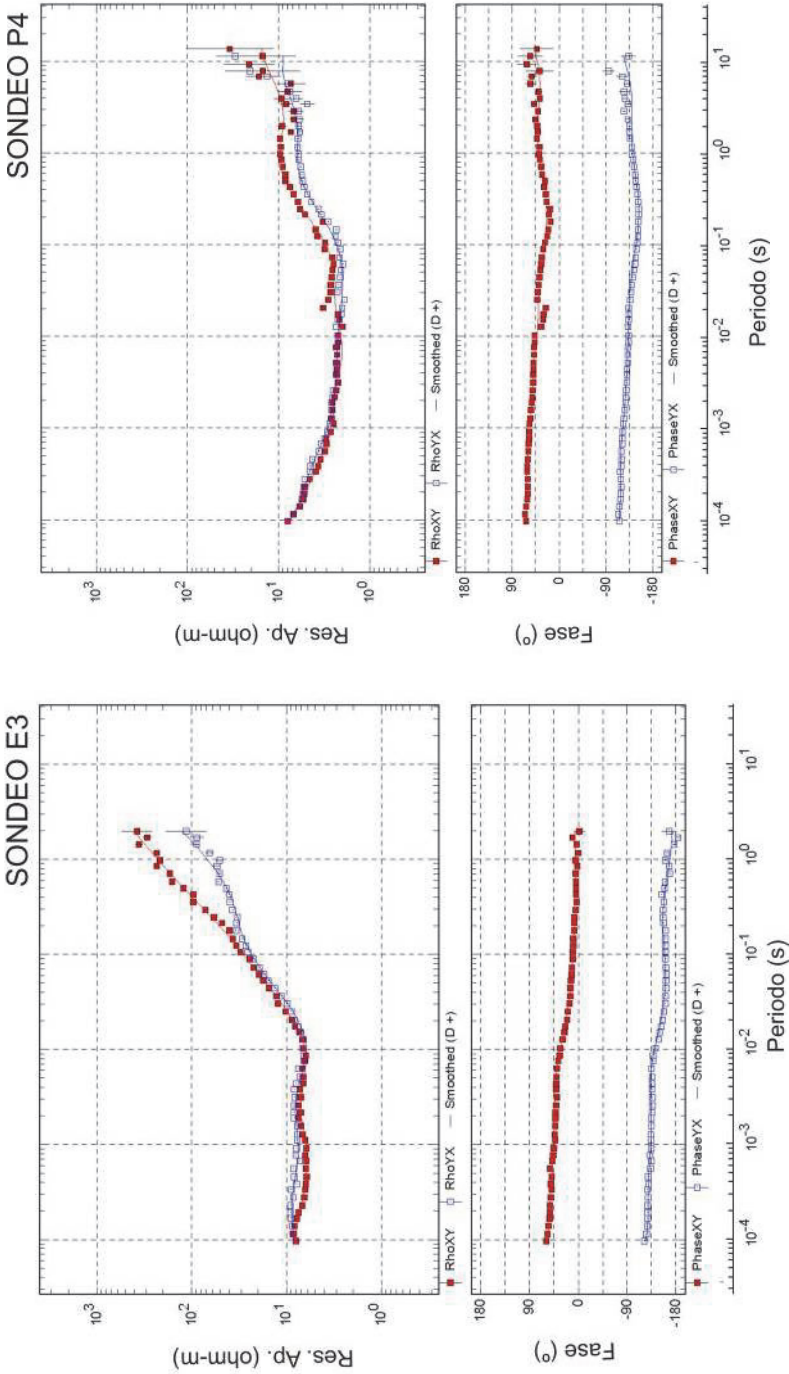 SONDEO E3
10³
10²
10¹
10⁰
Res. Ap. (ohm-m)
RhoXY RhoYX Smoothed (D +)
180
90
0
-90
-180
Fase (º)
PhaseXY PhaseYX Smoothed (D +)
10⁻⁴ 10⁻³ 10⁻² 10⁻¹ 10⁰ 10¹
Periodo (s)
SONDEO P4
10³
10²
10¹
10⁰
Res. Ap. (ohm-m)
RhoXY RhoYX Smoothed (D +)
180
90
0
-90
-180
Fase (º)
PhaseXY PhaseYX Smoothed (D +)
10⁻⁴ 10⁻³ 10⁻² 10⁻¹ 10⁰ 10¹
Periodo (s)